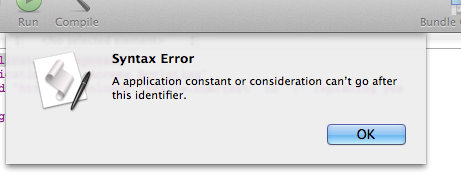 Run Compile Bundle C
Syntax Error
A application constant or consideration can't go after
this identifier.
OK